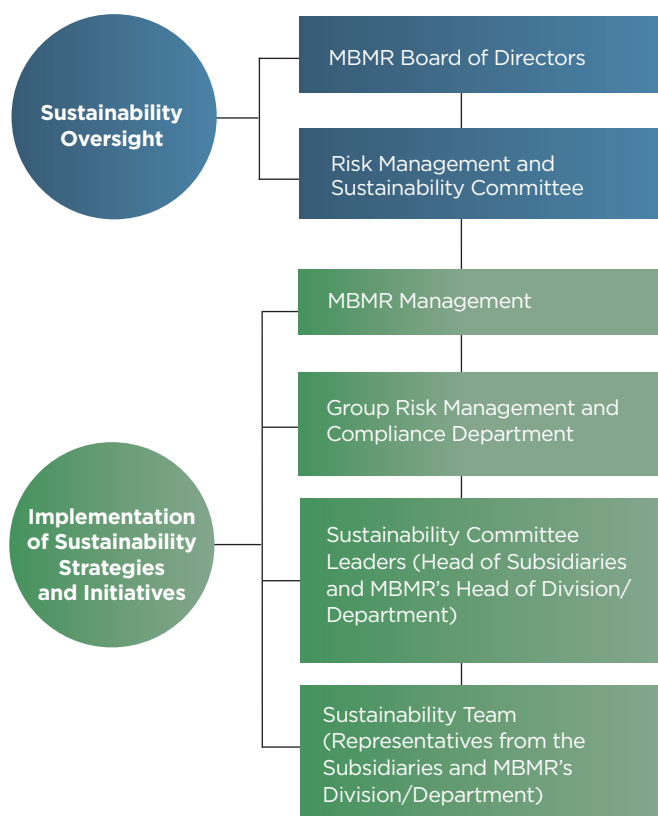 Sustainability
Oversight
MBMR Board of Directors
Risk Management and
Sustainability Committee
Implementation
of Sustainability
Strategies
and Initiatives
MBMR Management
Group Risk Management and
Compliance Department
Sustainability Committee
Leaders (Head of Subsidiaries
and MBMR’s Head of Division/
Department)
Sustainability Team
(Representatives from the
Subsidiaries and MBMR’s
Division/Department)